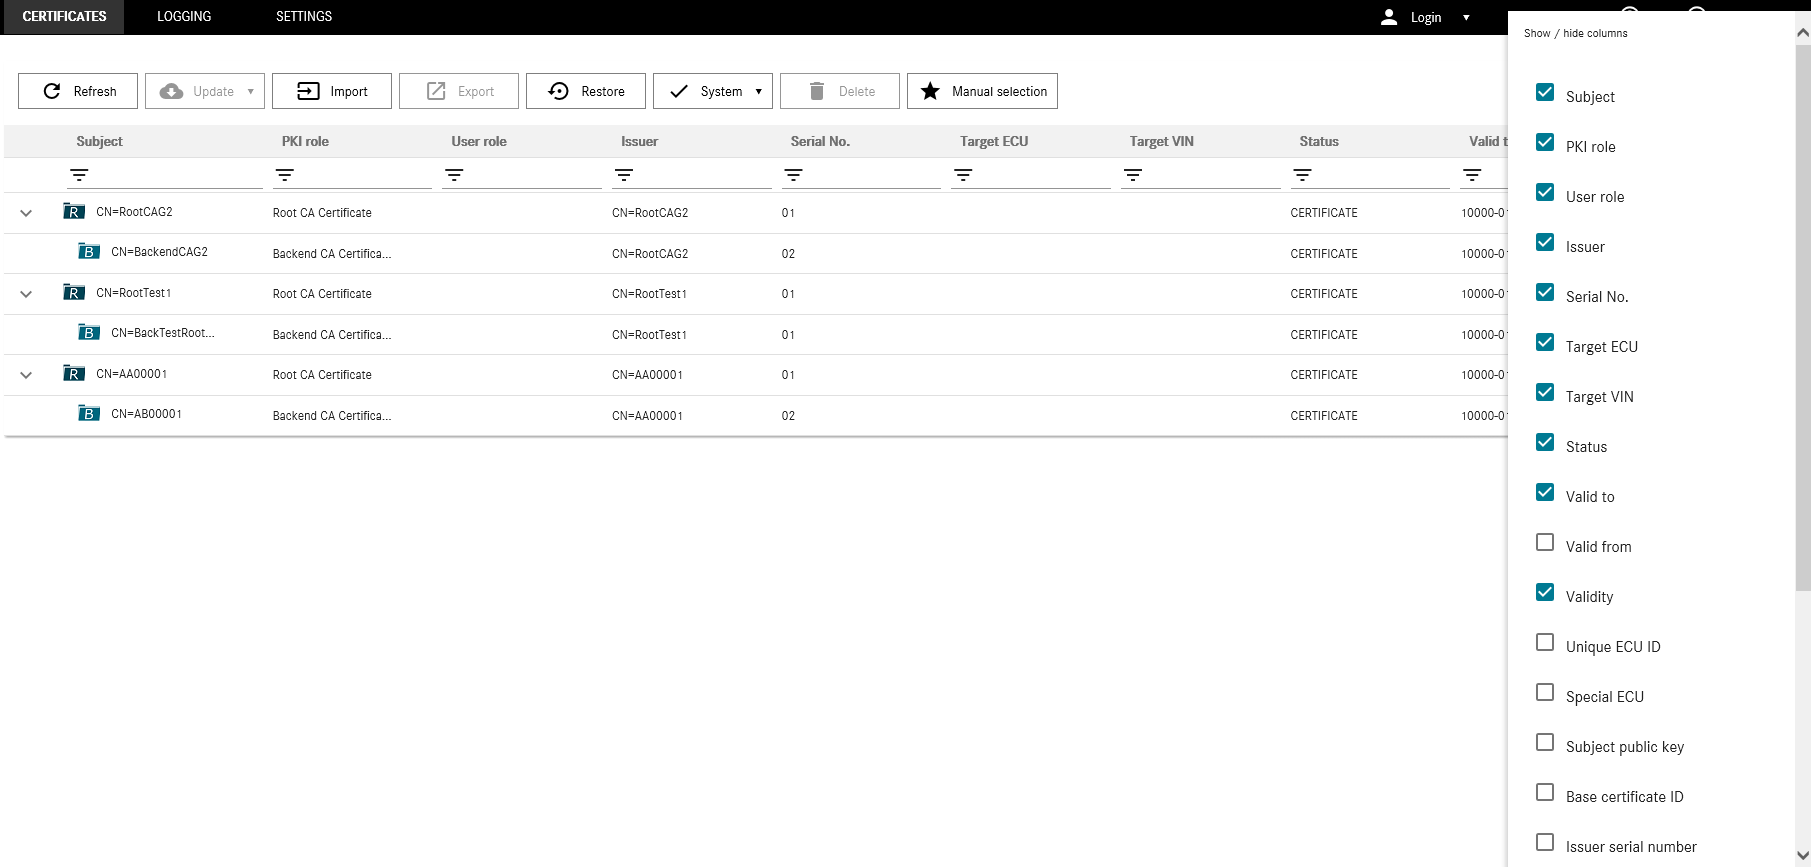 CERTIFICATES LOGGING SETTINGS Login
Show / hide columns
Refresh Update Import Export Restore System Delete Manual selection
Subject PKI role User role Issuer Serial No. Target ECU Target VIN Status Valid t
R CN=RootCAG2 Root CA Certificate CN=RootCAG2 01 CERTIFICATE 10000-0
B CN=BackendCAG2 Backend CA Certifica... CN=RootCAG2 02 CERTIFICATE 10000-0
R CN=RootTest1 Root CA Certificate CN=RootTest1 01 CERTIFICATE 10000-0
B CN=BackTestRoot... Backend CA Certifica... CN=RootTest1 01 CERTIFICATE 10000-0
R CN=AA00001 Root CA Certificate CN=AA00001 01 CERTIFICATE 10000-0
B CN=AB00001 Backend CA Certifica... CN=AA00001 02 CERTIFICATE 10000-0
Subject
PKI role
User role
Issuer
Serial No.
Target ECU
Target VIN
Status
Valid to
Valid from
Validity
Unique ECU ID
Special ECU
Subject public key
Base certificate ID
Issuer serial number